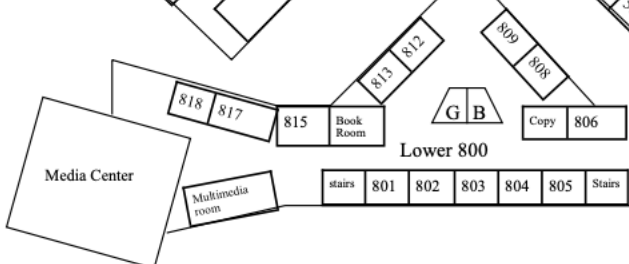 809
812
808
813
818
817
815
Book
Room
G
B
Copy
806
Lower 800
Media Center
Multimedia
room
stairs
801
802
803
804
805
Stairs